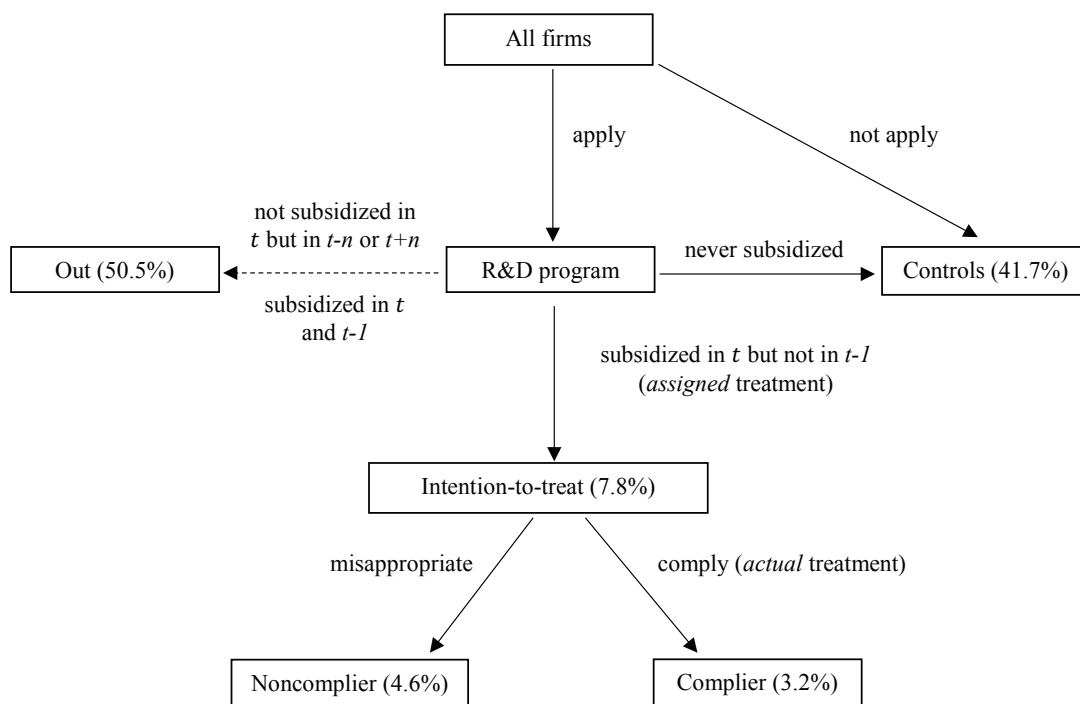 All firms
apply
not apply
not subsidized in
t but in t-n or t+n
Out (50.5%)
R&D program
never subsidized
Controls (41.7%)
subsidized in t
and t-1
subsidized in t but not in t-1
(assigned treatment)
Intention-to-treat (7.8%)
misappropriate
comply (actual treatment)
Noncomplier (4.6%)
Complier (3.2%)